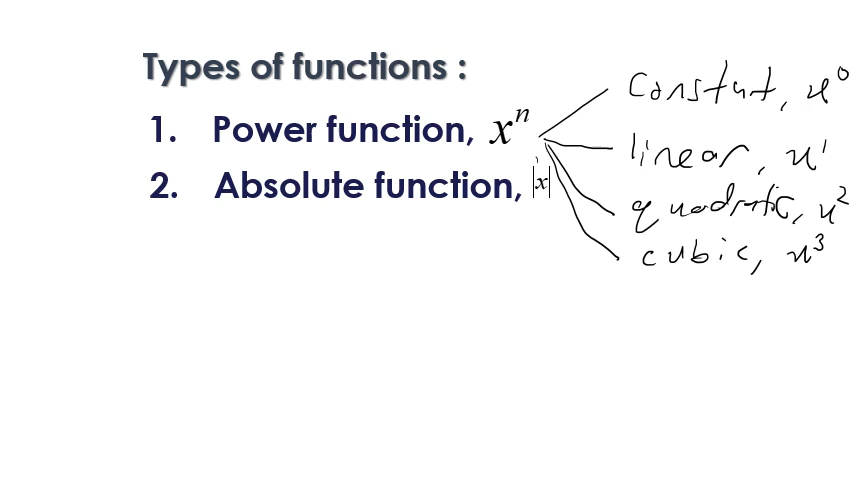 Types of functions :
constant, x⁰
1. Power function, xⁿ
linear, x¹
2. Absolute function, |x|
quadratic, x²
cubic, x³